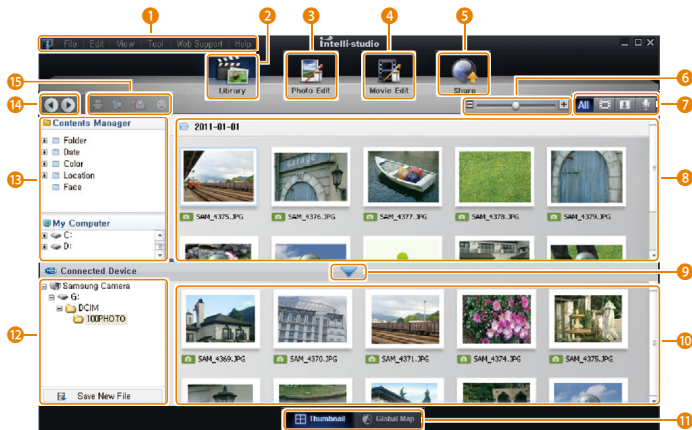 1
2
3
4
5
File Edit View Tool Web Support Help
Intelli-studio
15
6
Library
Photo Edit
Movie Edit
Share
14
All
7
Contents Manager
2011-01-01
Folder
Date
Color
Location
Face
13
8
SAM_4375.JPG
SAM_4376.JPG
SAM_4377.JPG
SAM_4378.JPG
SAM_4379.JPG
My Computer
C:
D:
Connected Device
9
Samsung Camera
G:
DCIM
100PHOTO
12
10
SAM_4369.JPG
SAM_4370.JPG
SAM_4371.JPG
SAM_4374.JPG
SAM_4375.JPG
Save New File
Thumbnail
Global Map
11